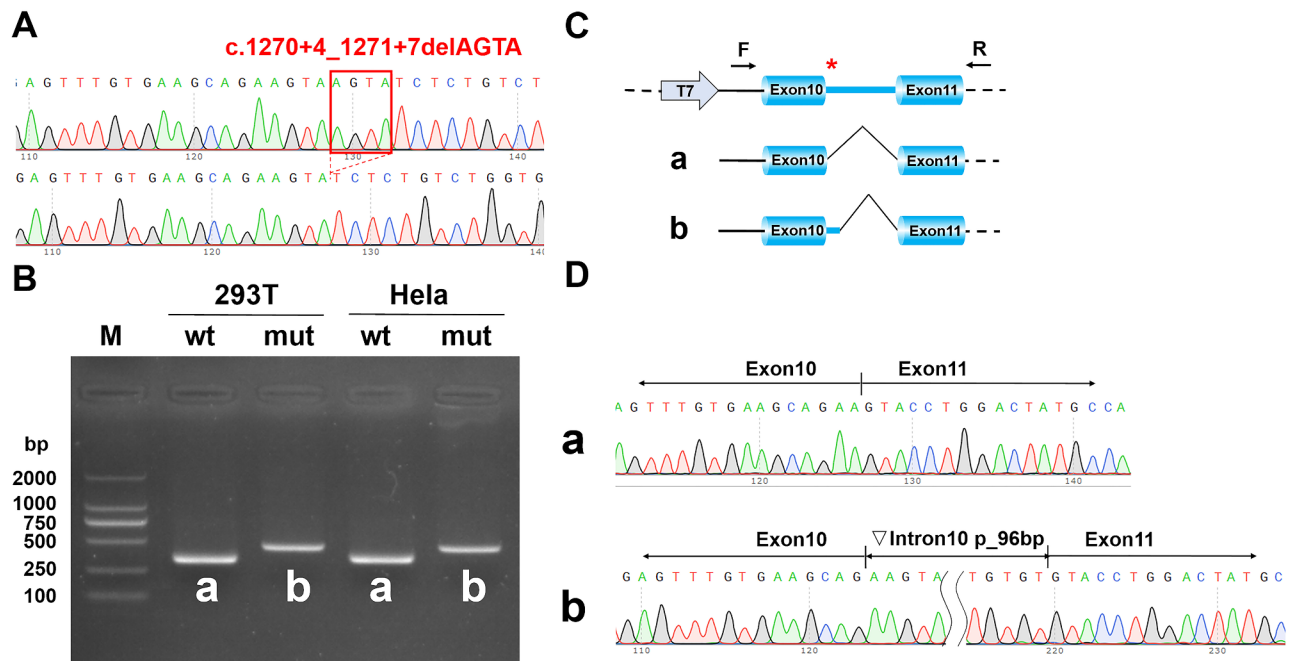 A
c.1270+4_1271+7delAGTA
A G T T T G T G A A G C A G A A G T A A G T A T C T C T G T C T
110 120 130 140
G A G T T T G T G A A G C A G A A G T A T C T C T G T C T G G T G
110 120 130 140
B
293T Hela
M wt mut wt mut
bp
2000
1000
750
500
250
100
a b a b
C
F R
*
T7 Exon10 Exon11
a Exon10 Exon11
b Exon10 Exon11
D
Exon10 Exon11
A G T T T G T G A A G C A G A A G T A C C T G G A C T A T G C C A
a
120 130 140
Exon10 ▽Intron10 p_96bp Exon11
G A G T T T G T G A A G C A G A A G T A T G T G T G T A C C T G G A C T A T G C
b
110 120 220 230